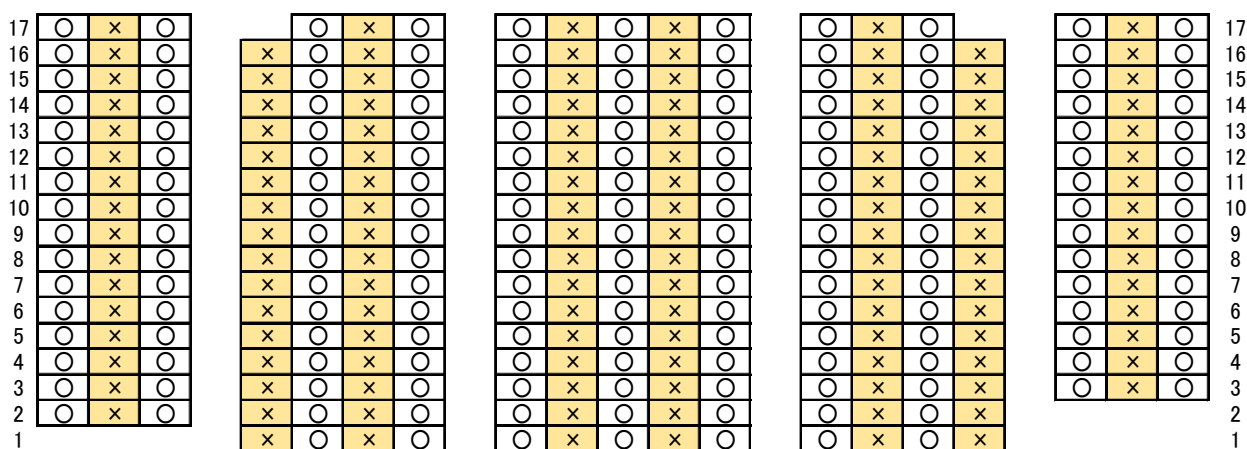 17 ○ × ○ ○ × ○ ○ × ○ × ○ ○ × ○ ○ × ○ 17
16 ○ × ○ × ○ × ○ ○ × ○ × ○ ○ × ○ × ○ × ○ 16
15 ○ × ○ × ○ × ○ ○ × ○ × ○ ○ × ○ × ○ × ○ 15
14 ○ × ○ × ○ × ○ ○ × ○ × ○ ○ × ○ × ○ × ○ 14
13 ○ × ○ × ○ × ○ ○ × ○ × ○ ○ × ○ × ○ × ○ 13
12 ○ × ○ × ○ × ○ ○ × ○ × ○ ○ × ○ × ○ × ○ 12
11 ○ × ○ × ○ × ○ ○ × ○ × ○ ○ × ○ × ○ × ○ 11
10 ○ × ○ × ○ × ○ ○ × ○ × ○ ○ × ○ × ○ × ○ 10
9 ○ × ○ × ○ × ○ ○ × ○ × ○ ○ × ○ × ○ × ○ 9
8 ○ × ○ × ○ × ○ ○ × ○ × ○ ○ × ○ × ○ × ○ 8
7 ○ × ○ × ○ × ○ ○ × ○ × ○ ○ × ○ × ○ × ○ 7
6 ○ × ○ × ○ × ○ ○ × ○ × ○ ○ × ○ × ○ × ○ 6
5 ○ × ○ × ○ × ○ ○ × ○ × ○ ○ × ○ × ○ × ○ 5
4 ○ × ○ × ○ × ○ ○ × ○ × ○ ○ × ○ × ○ × ○ 4
3 ○ × ○ × ○ × ○ ○ × ○ × ○ ○ × ○ × ○ × ○ 3
2 ○ × ○ × ○ × ○ ○ × ○ × ○ ○ × ○ × 2
1 × ○ × ○ ○ × ○ × ○ ○ × ○ × 1